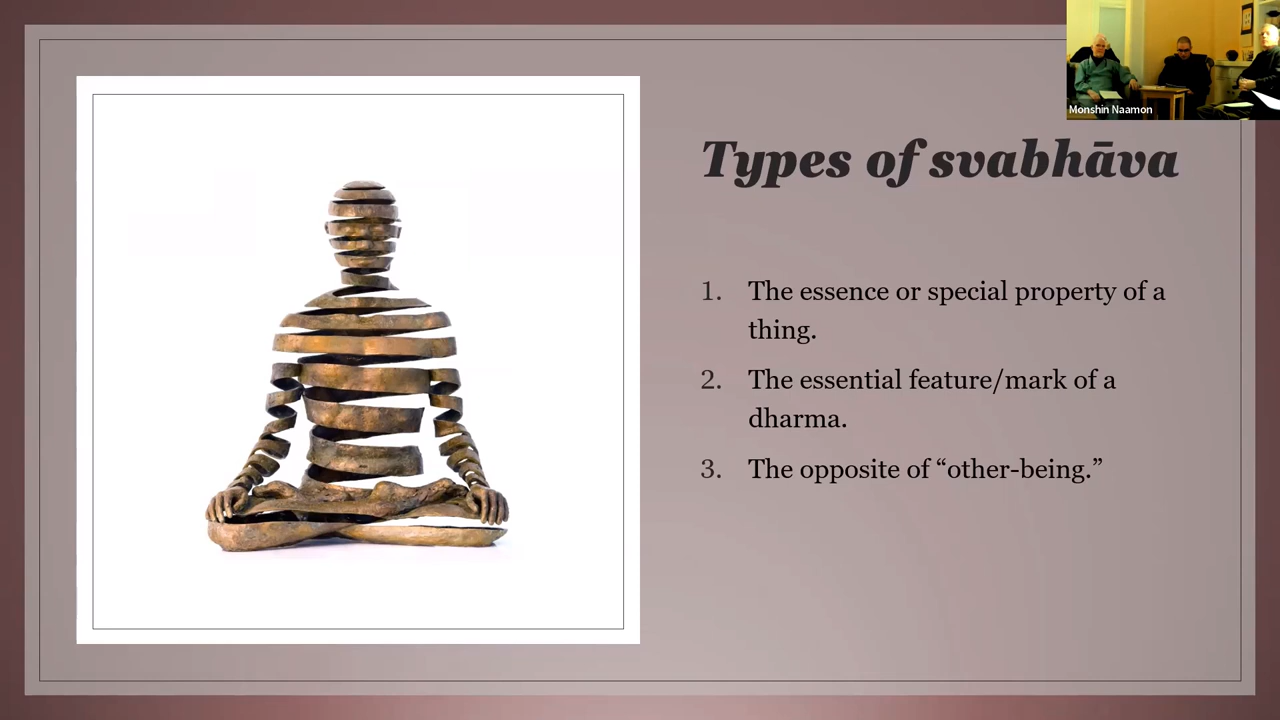 Monshin Naamon
Types of svabhāva
1. The essence or special property of a
thing.
2. The essential feature/mark of a
dharma.
3. The opposite of “other-being.”